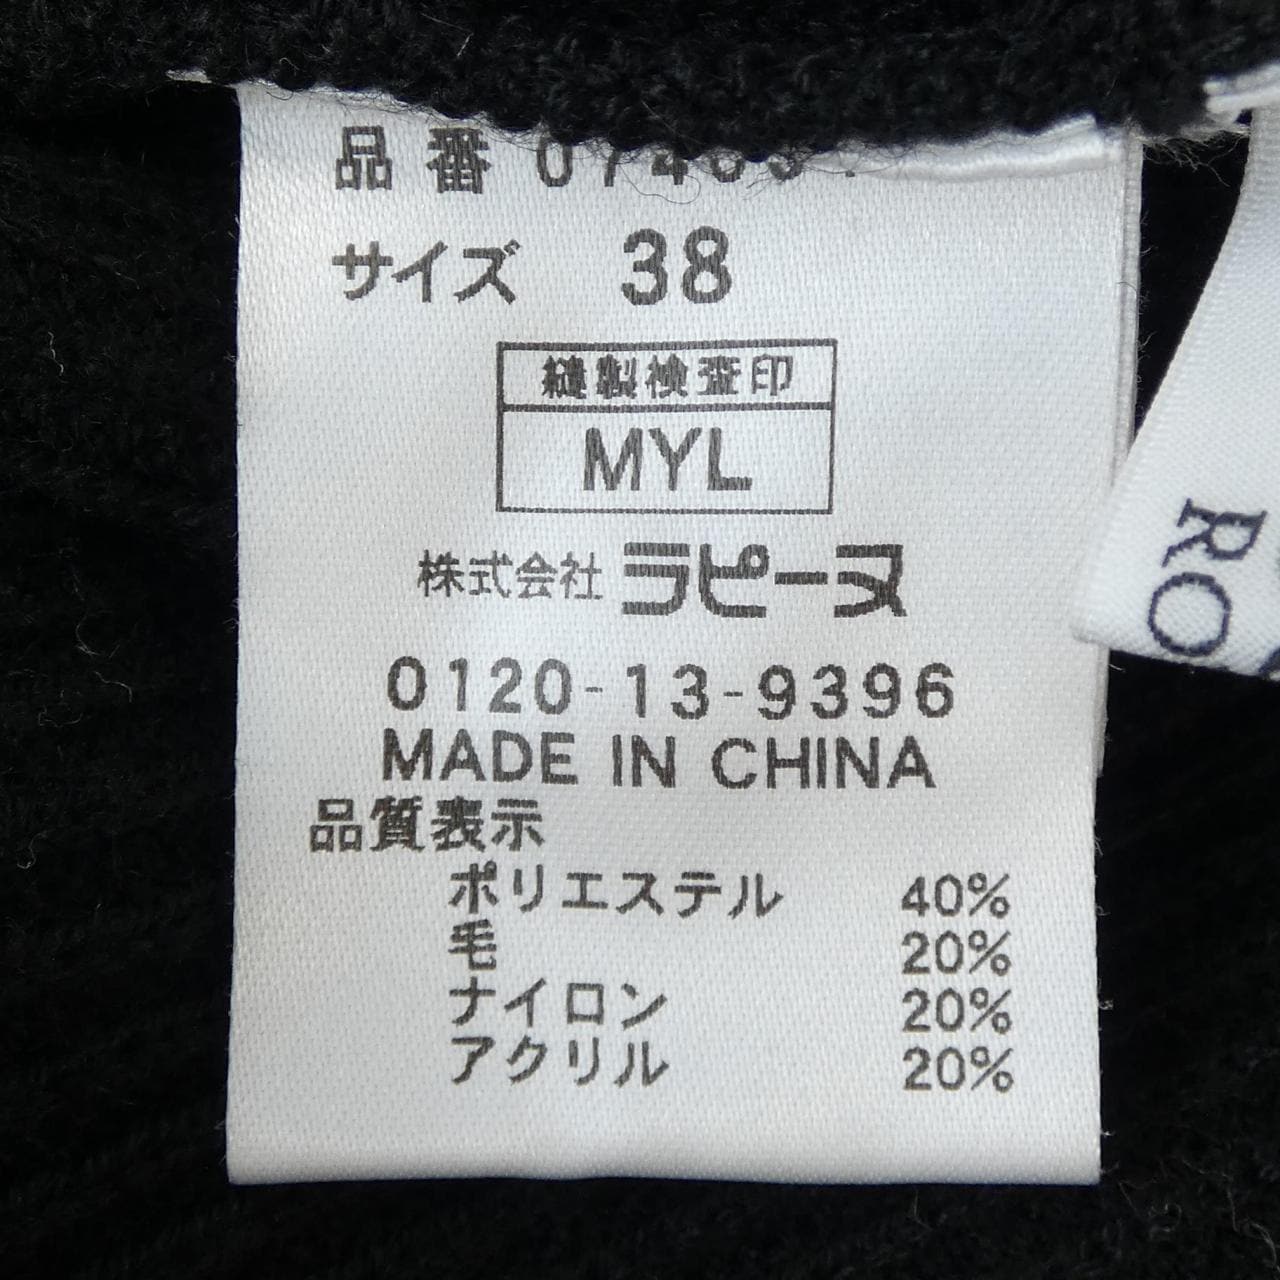 品番
サイズ 38
縫製検査印
MYL
株式会社 ラピーヌ
0120-13-9396
MADE IN CHINA
品質表示
ポリエステル 40%
毛 20%
ナイロン 20%
アクリル 20%
RO